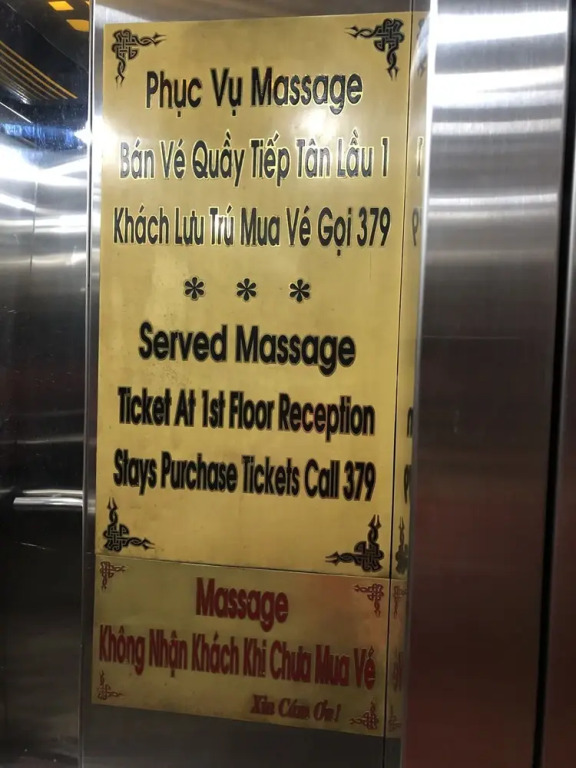 Phục Vụ Massage
Bán Vé Quầy Tiếp Tân Lầu 1
Khách Lưu Trú Mua Vé Gọi 379
* * *
Served Massage
Ticket At 1st Floor Reception
Stays Purchase Tickets Call 379
Massage
Không Nhận Khách Khi Chưa Mua Vé
Xin Cám Ơn!